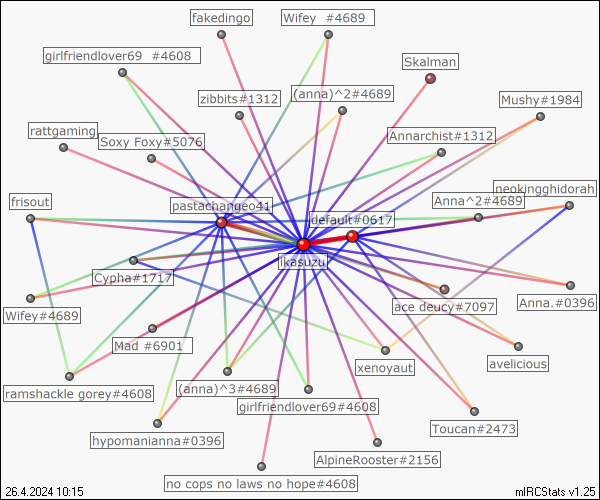 fakedingo
Wifey #4689
girlfriendlover69 #4608
Skalman
zibbits#1312
(anna)^2#4689
Mushy#1984
rattgaming
Soxy Foxy#5076
Annarchist#1312
neokingghidorah
frisout
pastachangeo41
Anna^2#4689
default#0617
ikasuzu
Cypha#1717
Wifey#4689
ace deucy#7097
Anna.#0396
Mad #6901
xenoyaut
avelicious
ramshackle gorey#4608
(anna)^3#4689
girlfriendlover69#4608
hypomanianna#0396
Toucan#2473
AlpineRooster#2156
no cops no laws no hope#4608
26.4.2024 10:15
mIRCStats v1.25